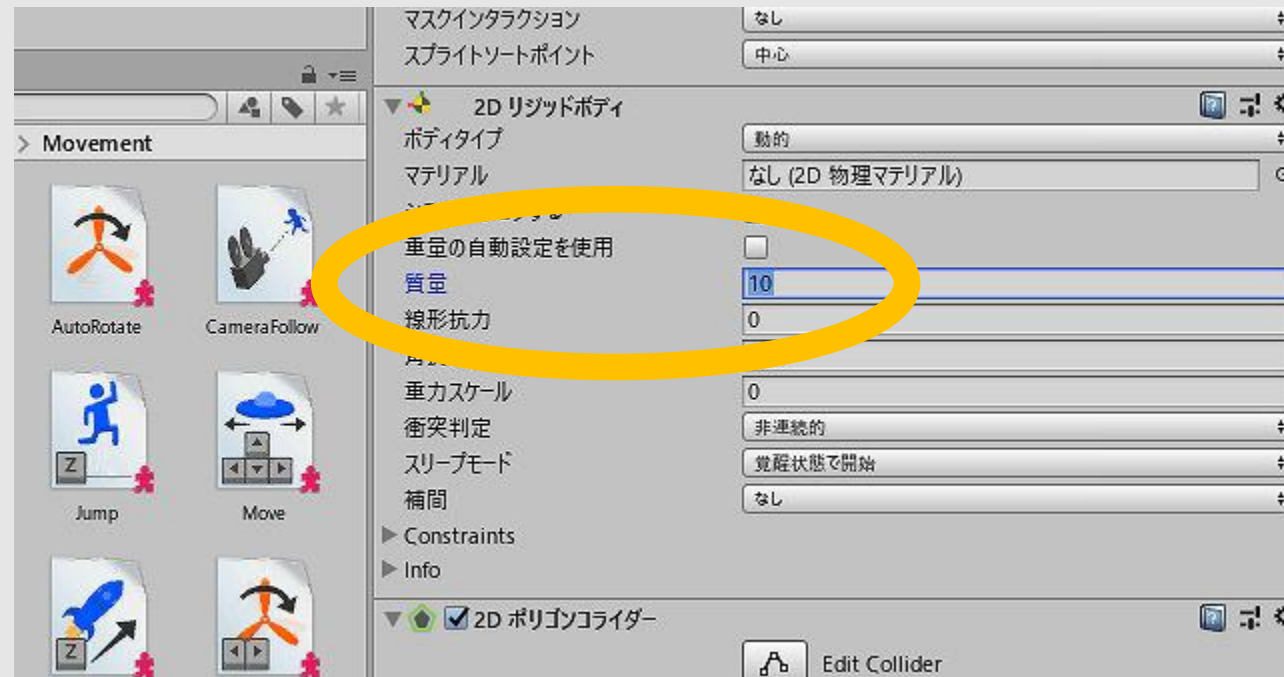 マスクインタラクション なし
スプライトソートポイント 中心
2D リジッドボディ
ボディタイプ 動的
マテリアル なし (2D 物理マテリアル)
重量の自動設定を使用
質量 10
線形抗力 0
重力スケール 0
衝突判定 非連続的
スリープモード 覚醒状態で開始
補間 なし
Constraints
Info
2D ポリゴンコライダー
Edit Collider
Movement
AutoRotate CameraFollow
Z
Jump Move
Z